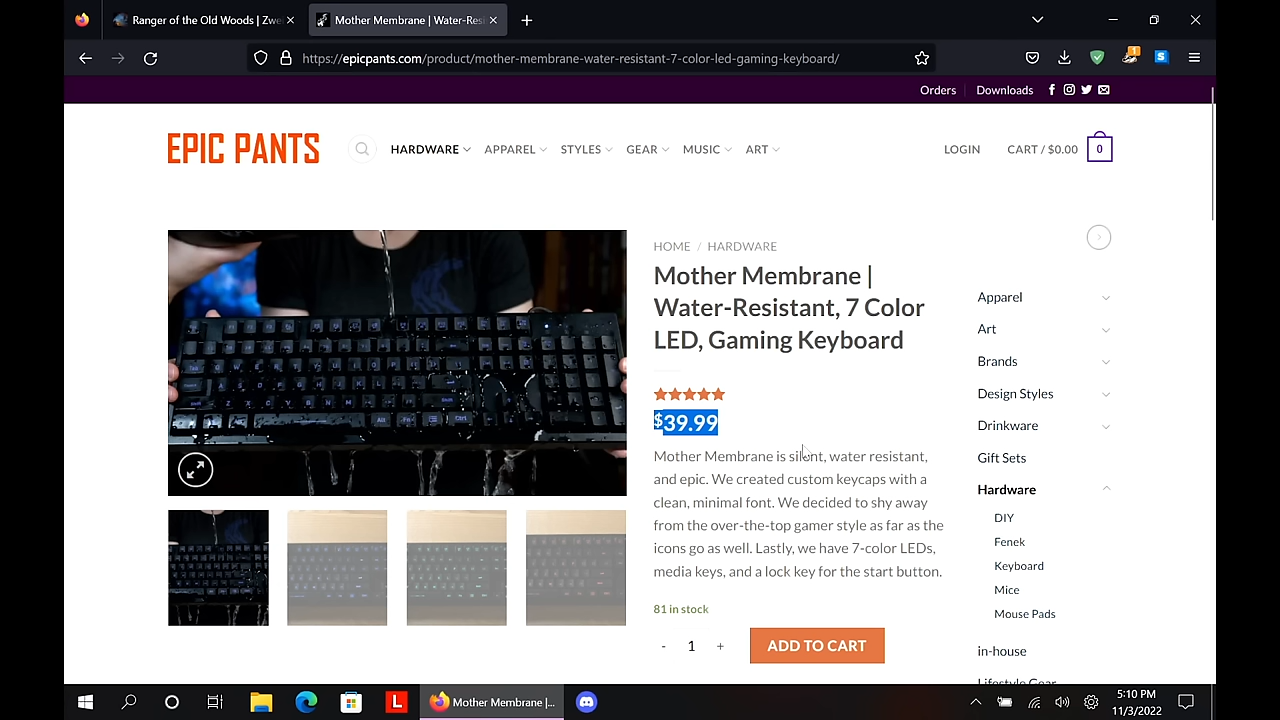 Ranger of the Old Woods | Zwe
Mother Membrane | Water-Resi
https://epicpants.com/product/mother-membrane-water-resistant-7-color-led-gaming-keyboard/
1
S
Orders
Downloads
EPIC PANTS
HARDWARE
APPAREL
STYLES
GEAR
MUSIC
ART
LOGIN
CART / $0.00
0
HOME / HARDWARE
Mother Membrane |
Water-Resistant, 7 Color
LED, Gaming Keyboard
$39.99
Mother Membrane is silent, water resistant,
and epic. We created custom keycaps with a
clean, minimal font. We decided to shy away
from the over-the-top gamer style as far as the
icons go as well. Lastly, we have 7-color LEDs,
media keys, and a lock key for the start button.
81 in stock
- 1 +
ADD TO CART
Apparel
Art
Brands
Design Styles
Drinkware
Gift Sets
Hardware
DIY
Fenek
Keyboard
Mice
Mouse Pads
in-house
Lifestyle Gear
L
Mother Membrane |...
5:10 PM
11/3/2022